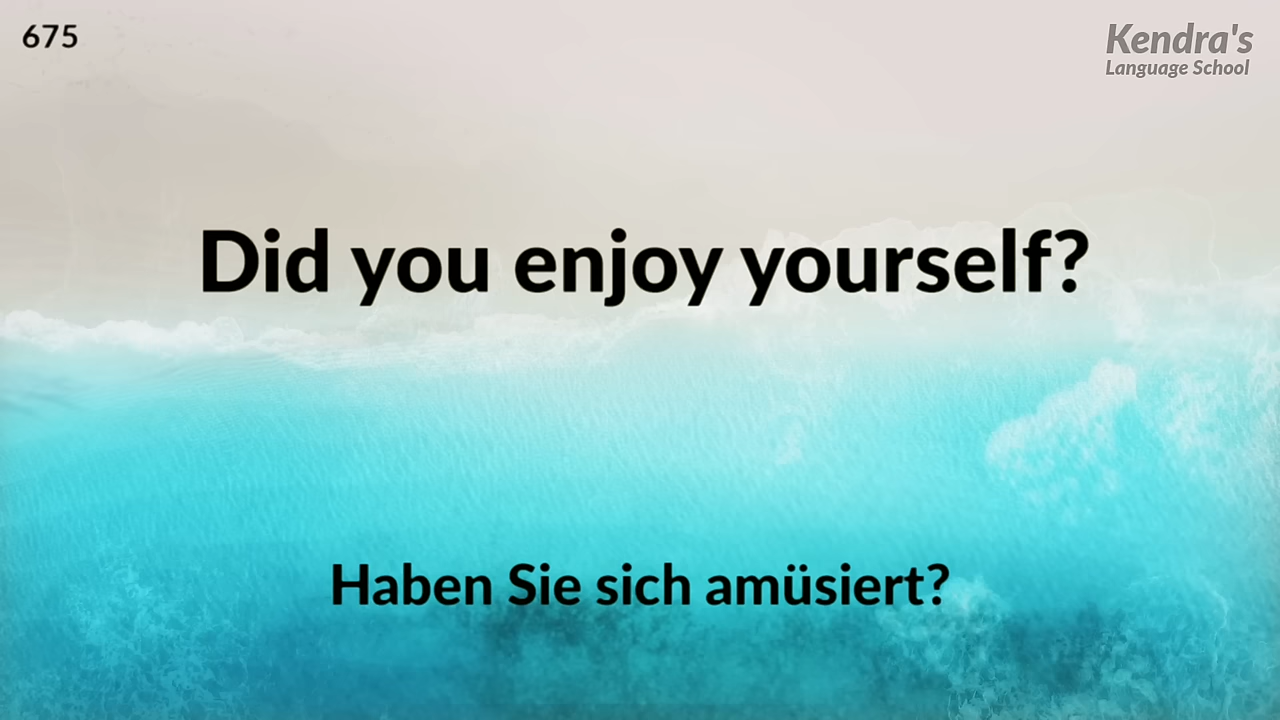 675
Kendra's
Language School
Did you enjoy yourself?
Haben Sie sich amüsiert?